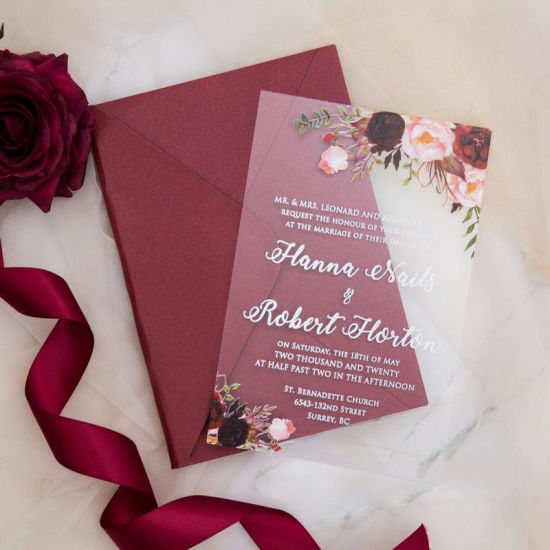 Mr. & Mrs. Leonard and
request the honour of your
at the marriage of their daughter
Hanna Nails
&
Robert Horton
on Saturday, the 18th of May
two thousand and twenty
at half past two in the afternoon
St. Bernadette Church
6543-132nd Street
Surrey, BC